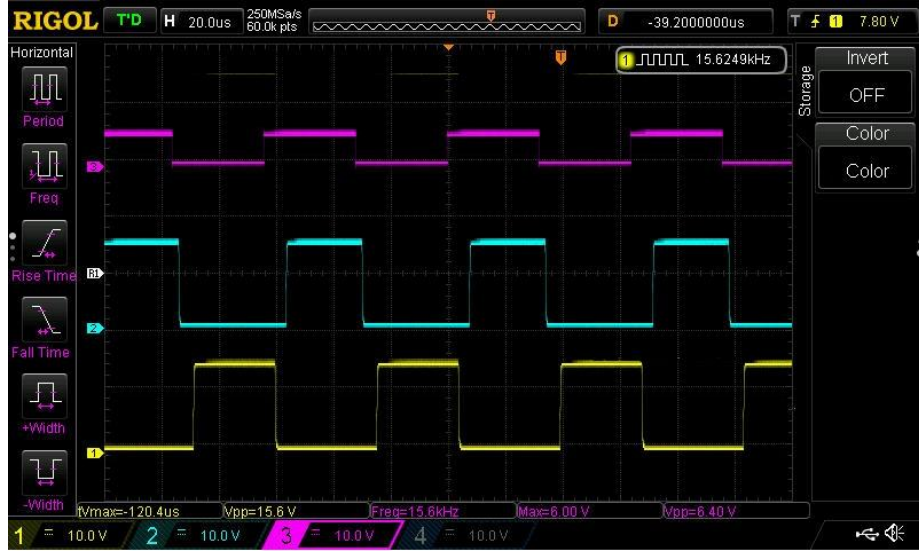 RIGOL T'D H 20.0us 250MSa/s 60.0k pts D -39.2000000us T 1 7.80 V
Horizontal
Period
Freq
Rise Time
Fall Time
+Width
-Width
T
1 15.6249kHz
3
R1
2
1
tVmax=-120.4us Vpp=15.6 V Freq=15.6kHz Max=6.00 V Vpp=6.40 V
1 = 10.0 V 2 = 10.0 V 3 = 10.0 V 4 = 10.0 V
Storage
Invert
OFF
Color
Color